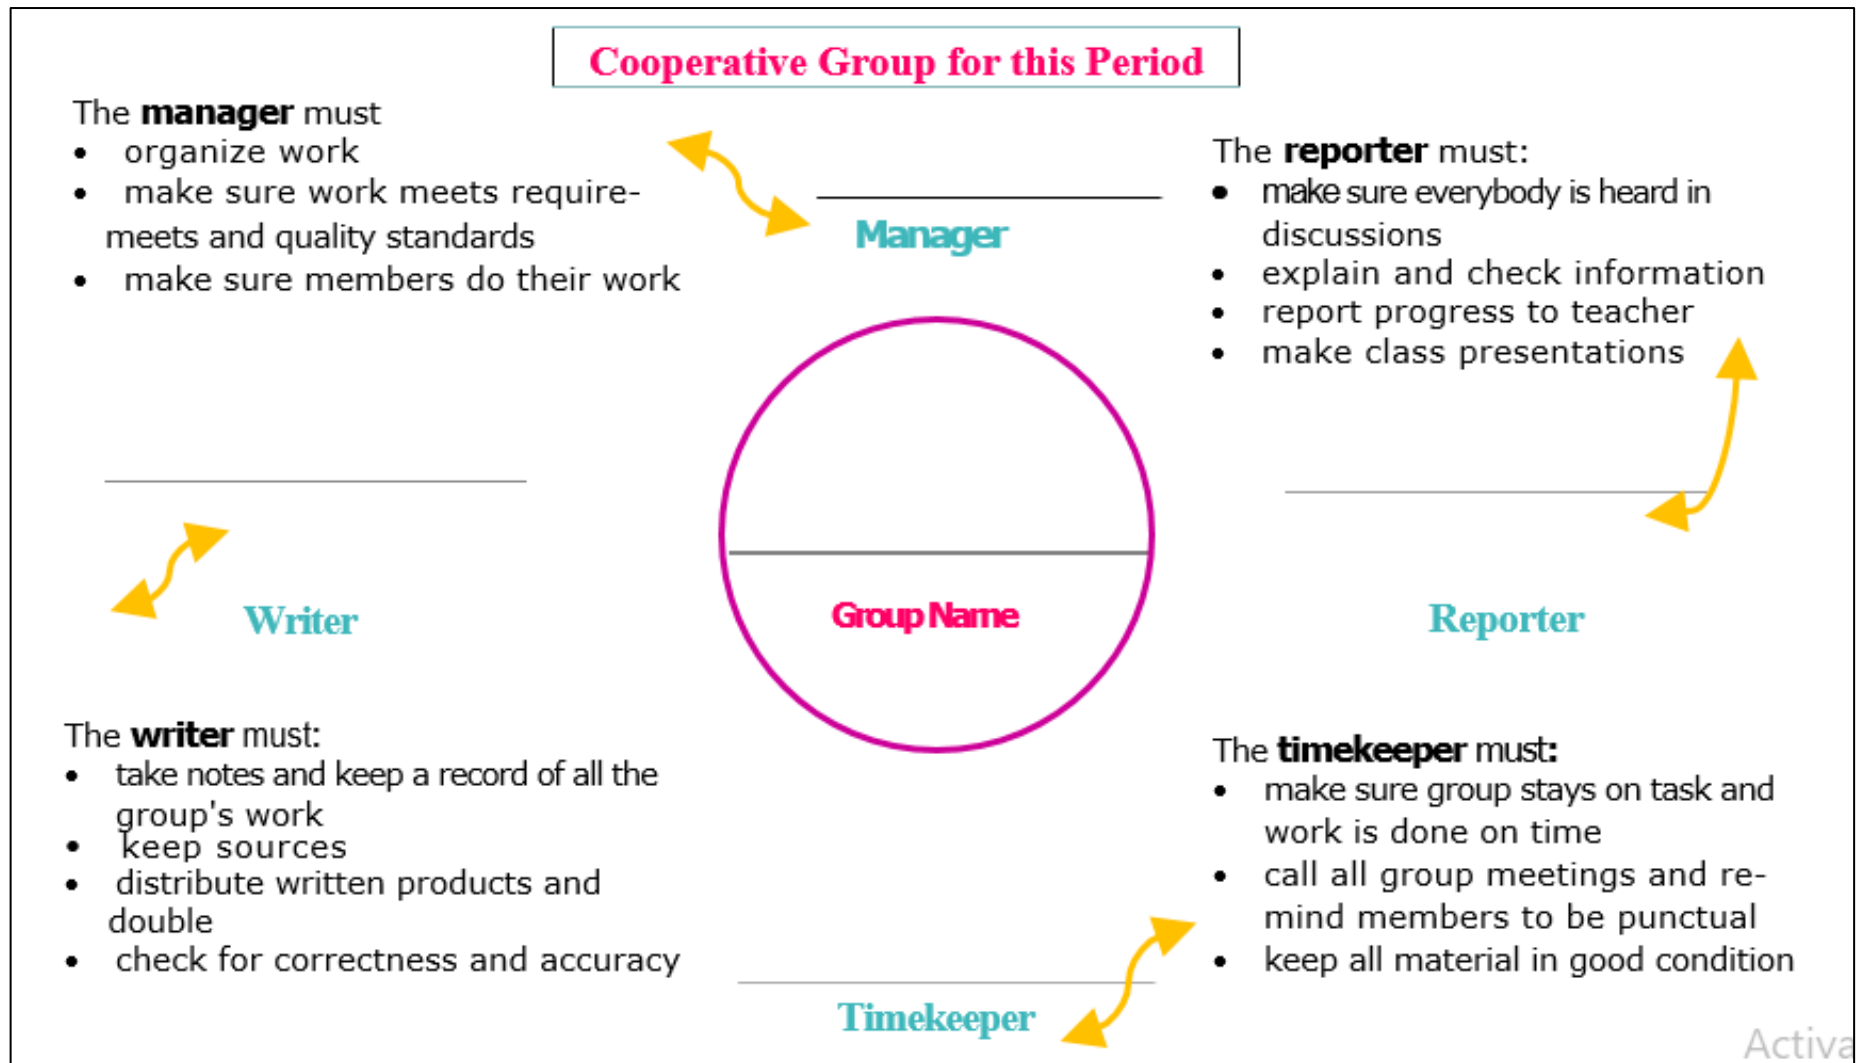 Cooperative Group for this Period
The manager must
• organize work
• make sure work meets require-
meets and quality standards
• make sure members do their work
Manager
The reporter must:
• make sure everybody is heard in
discussions
• explain and check information
• report progress to teacher
• make class presentations
Writer
Group Name
Reporter
The writer must:
• take notes and keep a record of all the
group's work
• keep sources
• distribute written products and
double
• check for correctness and accuracy
The timekeeper must:
• make sure group stays on task and
work is done on time
• call all group meetings and re-
mind members to be punctual
• keep all material in good condition
Timekeeper
Activa